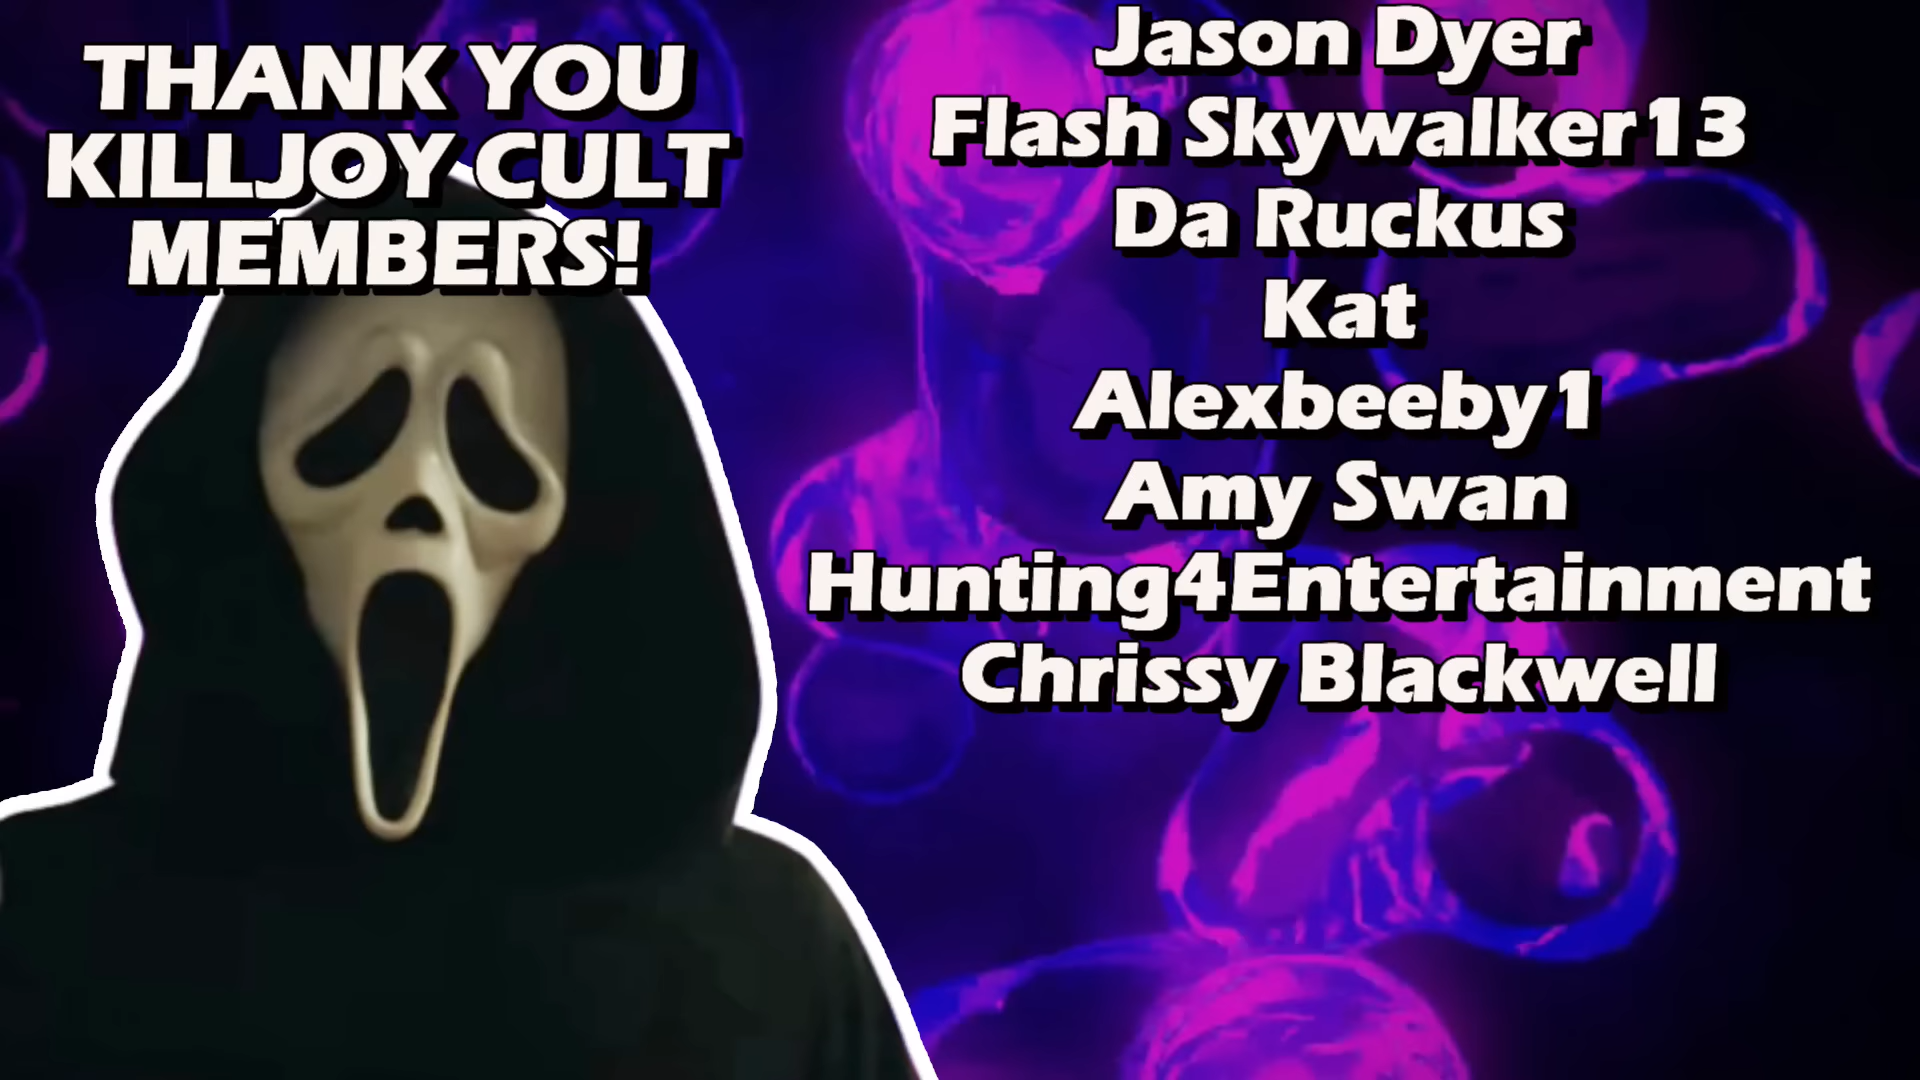 THANK YOU
KILLJOY CULT
MEMBERS!
Jason Dyer
Flash Skywalker13
Da Ruckus
Kat
Alexbeeby1
Amy Swan
Hunting4Entertainment
Chrissy Blackwell